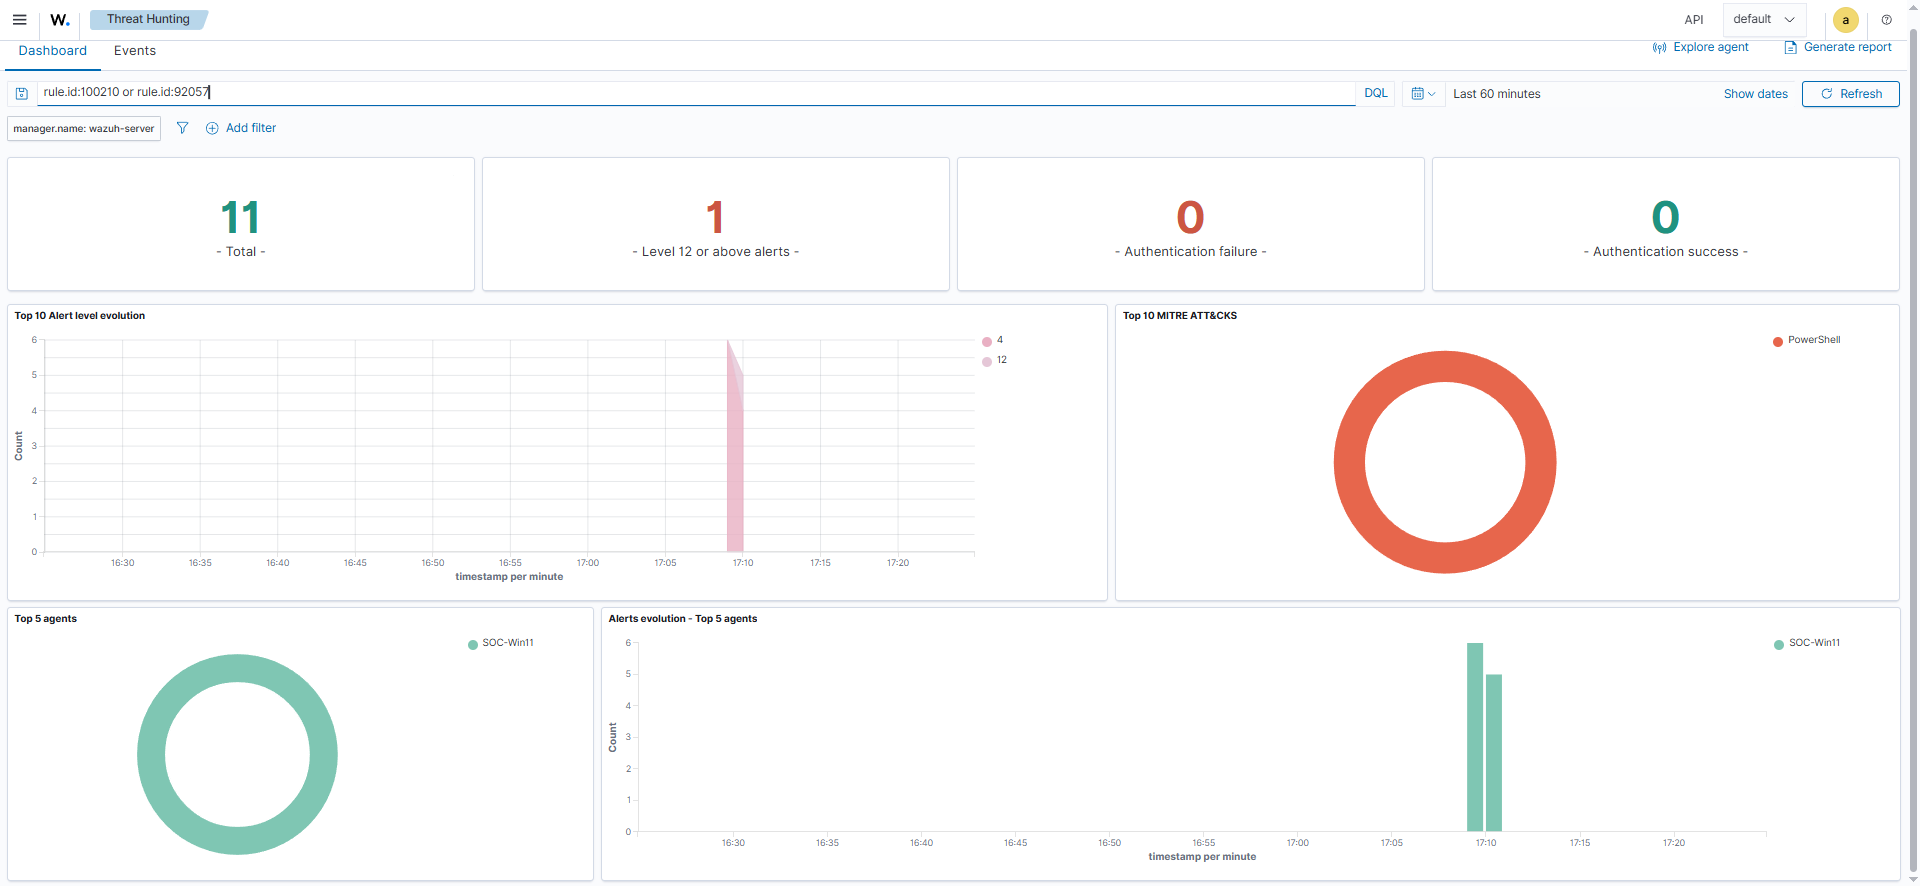 W. Threat Hunting API default a
Dashboard Events Explore agent Generate report
rule.id:100210 or rule.id:92057 DQL Last 60 minutes Show dates Refresh
manager.name: wazuh-server Add filter
11
- Total -
1
- Level 12 or above alerts -
0
- Authentication failure -
0
- Authentication success -
Top 10 Alert level evolution
6
5
4
3
2
1
0
Count
16:30 16:35 16:40 16:45 16:50 16:55 17:00 17:05 17:10 17:15 17:20
timestamp per minute
4
12
Top 10 MITRE ATT&CKS
PowerShell
Top 5 agents
SOC-Win11
Alerts evolution - Top 5 agents
6
5
4
3
2
1
0
Count
16:30 16:35 16:40 16:45 16:50 16:55 17:00 17:05 17:10 17:15 17:20
timestamp per minute
SOC-Win11